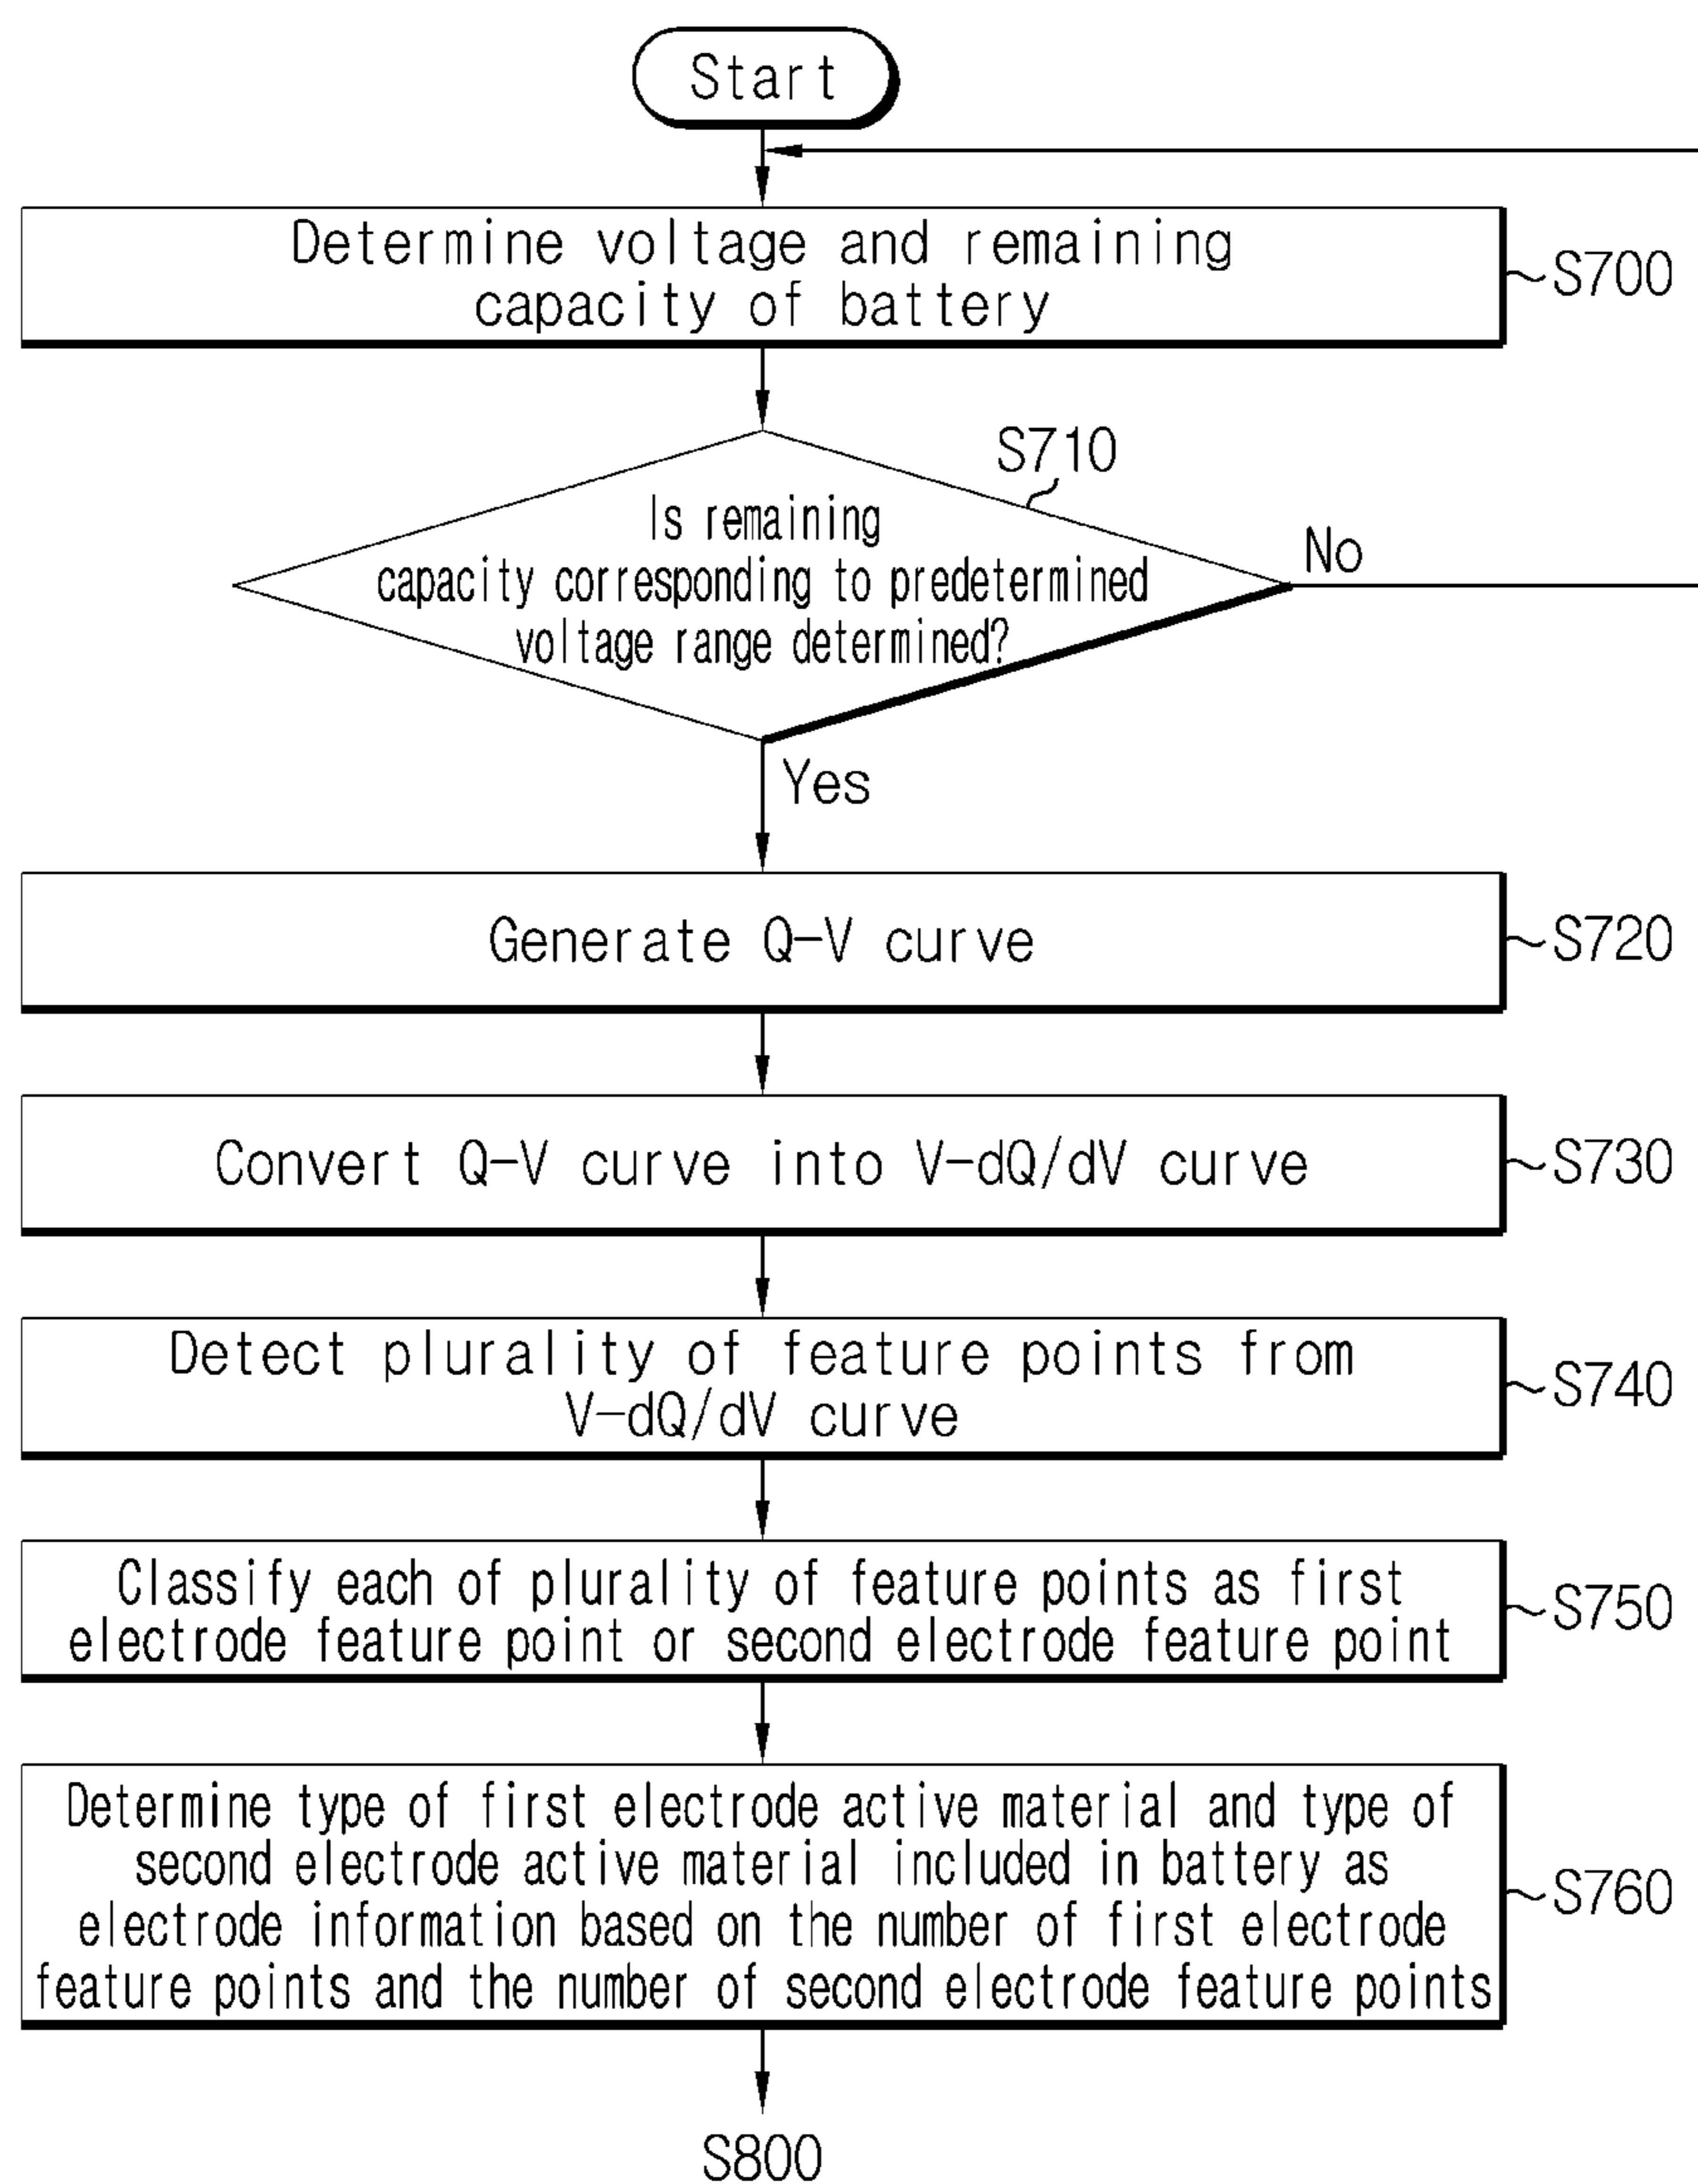 Start
Determine voltage and remaining
capacity of battery
S700
S710
Is remaining
capacity corresponding to predetermined
voltage range determined?
No
Yes
Generate Q-V curve
S720
Convert Q-V curve into V-dQ/dV curve
S730
Detect plurality of feature points from
V-dQ/dV curve
S740
Classify each of plurality of feature points as first
electrode feature point or second electrode feature point
S750
Determine type of first electrode active material and type of
second electrode active material included in battery as
electrode information based on the number of first electrode
feature points and the number of second electrode feature points
S760
S800